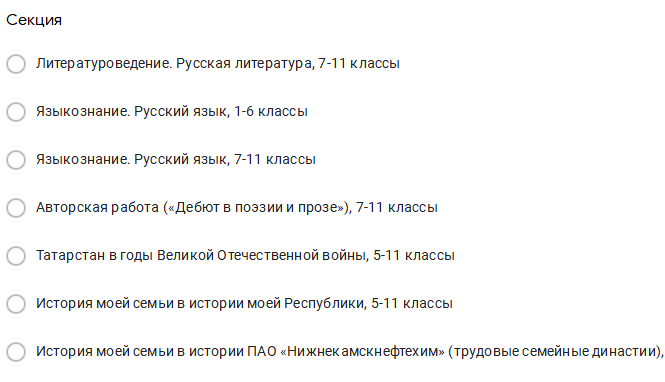 Секция
Литературоведение. Русская литература, 7-11 классы
Языкознание. Русский язык, 1-6 классы
Языкознание. Русский язык, 7-11 классы
Авторская работа («Дебют в поэзии и прозе»), 7-11 классы
Татарстан в годы Великой Отечественной войны, 5-11 классы
История моей семьи в истории моей Республики, 5-11 классы
История моей семьи в истории ПАО «Нижнекамскнефтехим» (трудовые семейные династии),